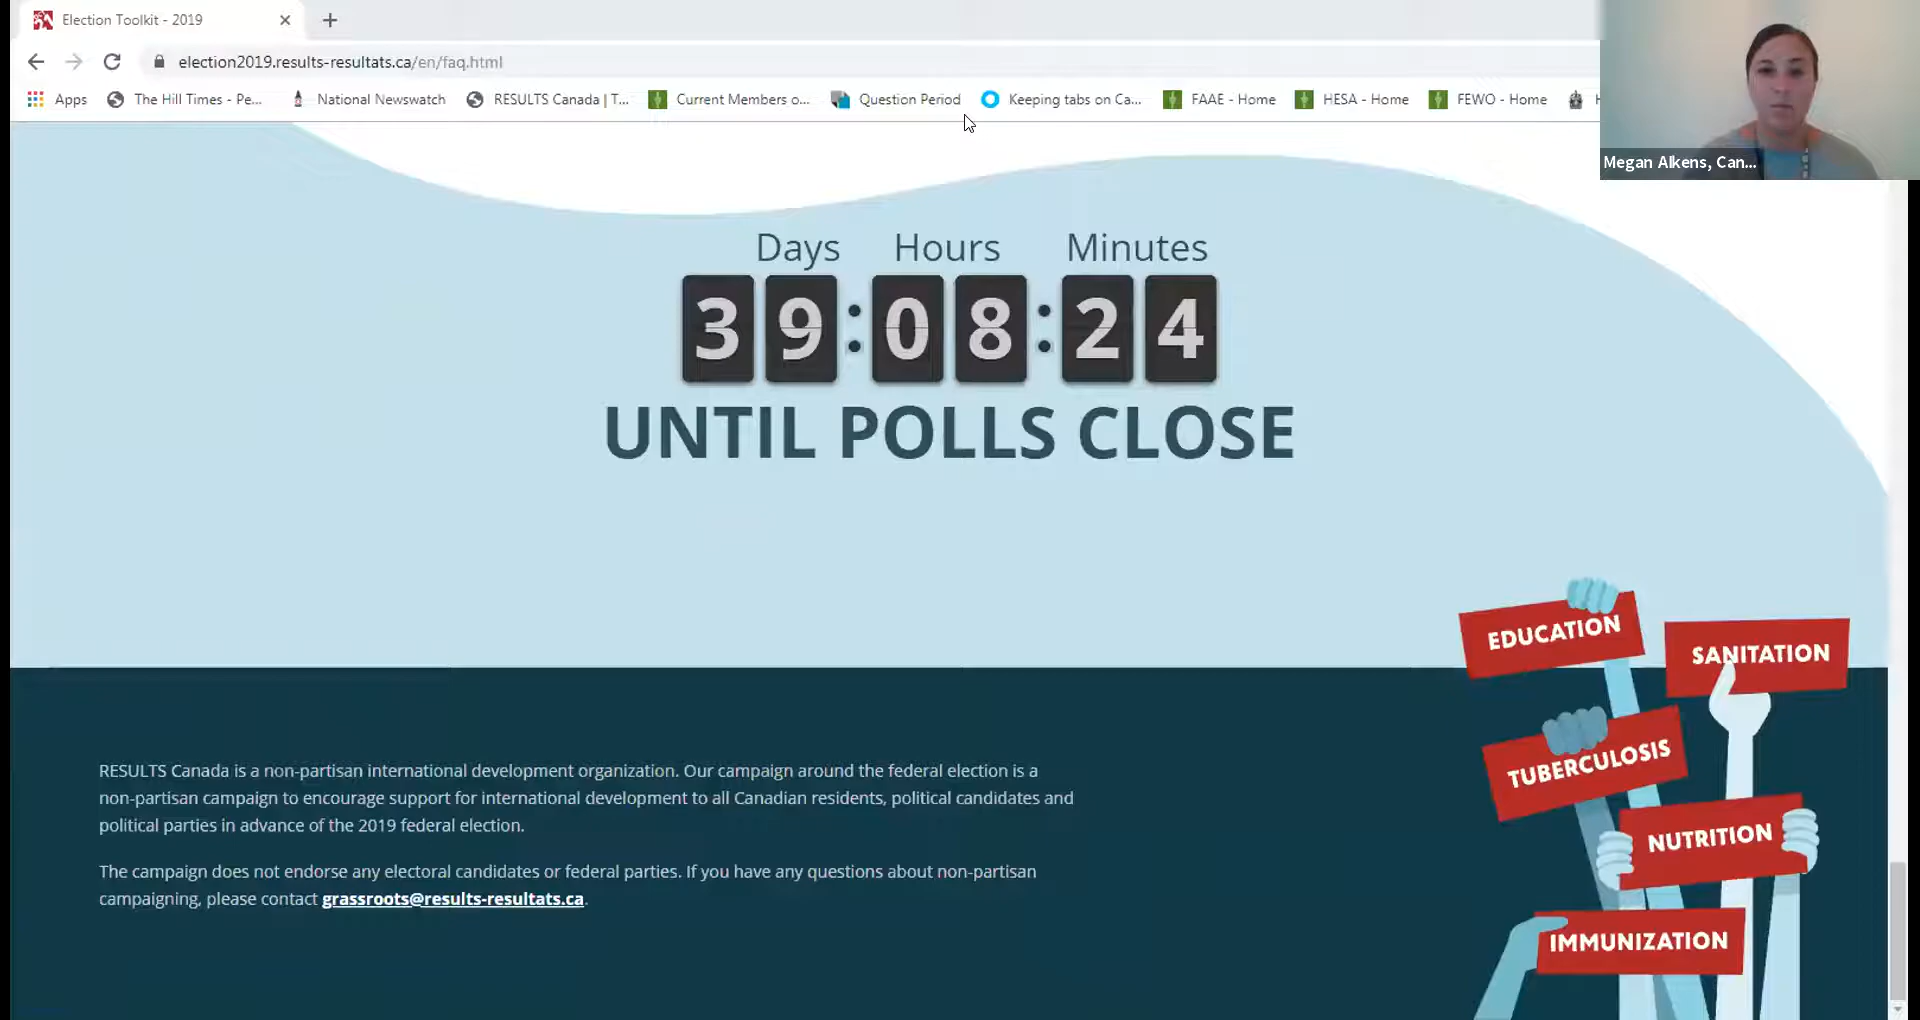 Election Toolkit - 2019
election2019.results-resultats.ca/en/faq.html
Apps
The Hill Times - Pe...
National Newswatch
RESULTS Canada | T...
Current Members o...
Question Period
Keeping tabs on Ca...
FAAE - Home
HESA - Home
FEWO - Home
Megan Aikens, Can...
Days Hours Minutes
39:08:24
UNTIL POLLS CLOSE
EDUCATION
SANITATION
TUBERCULOSIS
NUTRITION
IMMUNIZATION
RESULTS Canada is a non-partisan international development organization. Our campaign around the federal election is a
non-partisan campaign to encourage support for international development to all Canadian residents, political candidates and
political parties in advance of the 2019 federal election.
The campaign does not endorse any electoral candidates or federal parties. If you have any questions about non-partisan
campaigning, please contact grassroots@results-resultats.ca.